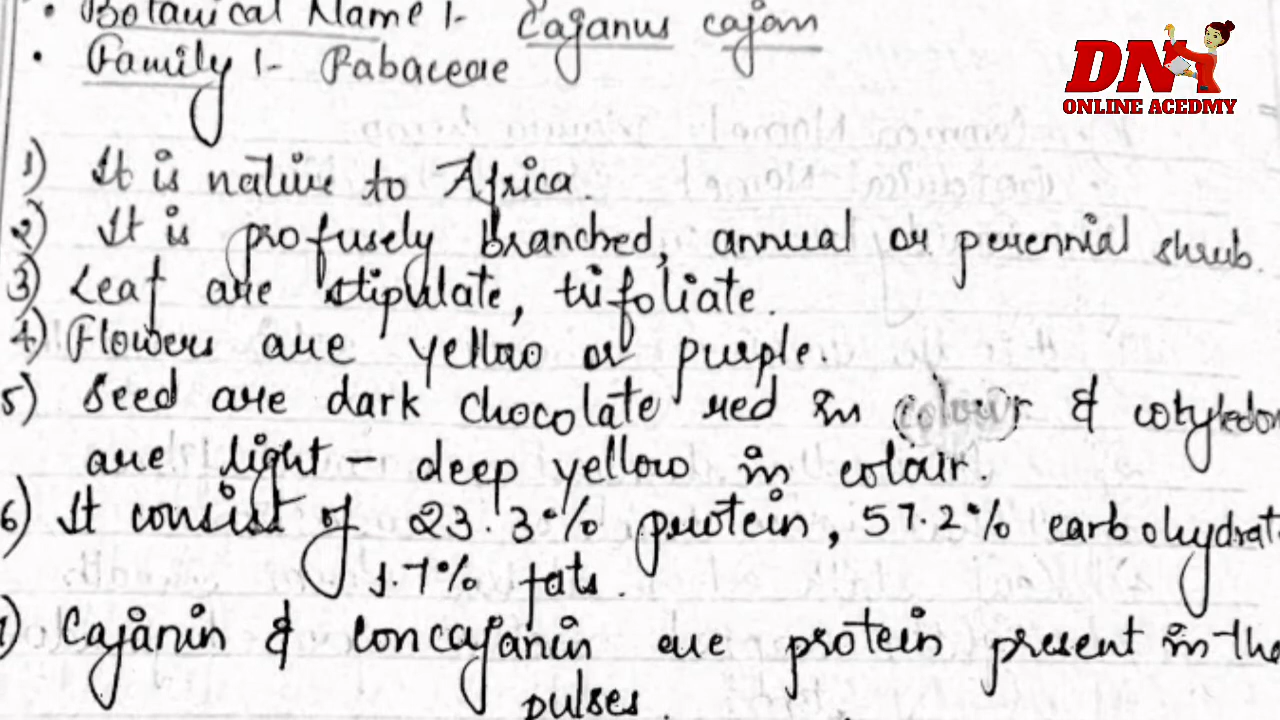 • Botanical Name :- Cajanus cajan
• Family :- Fabaceae
DN
ONLINE ACEDMY
1) It is native to Africa.
2) It is profusely branched, annual or perennial shrub.
3) Leaf are stipulate, trifoliate.
4) Flowers are yellow or purple.
5) Seed are dark chocolate red in colour & cotyledon
are light - deep yellow in colour.
6) It consist of 23.3% protein, 57.2% carbohydrat
1.7% fats.
7) Cajanin & concajanin are protein present in the
pulses.